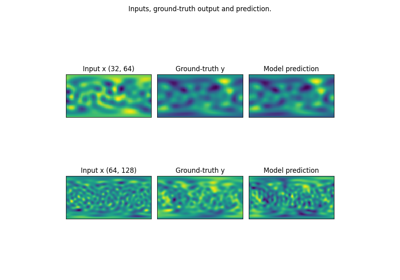 Inputs, ground-truth output and prediction.
Input x (32, 64)
Ground-truth y
Model prediction
Input x (64, 128)
Ground-truth y
Model prediction